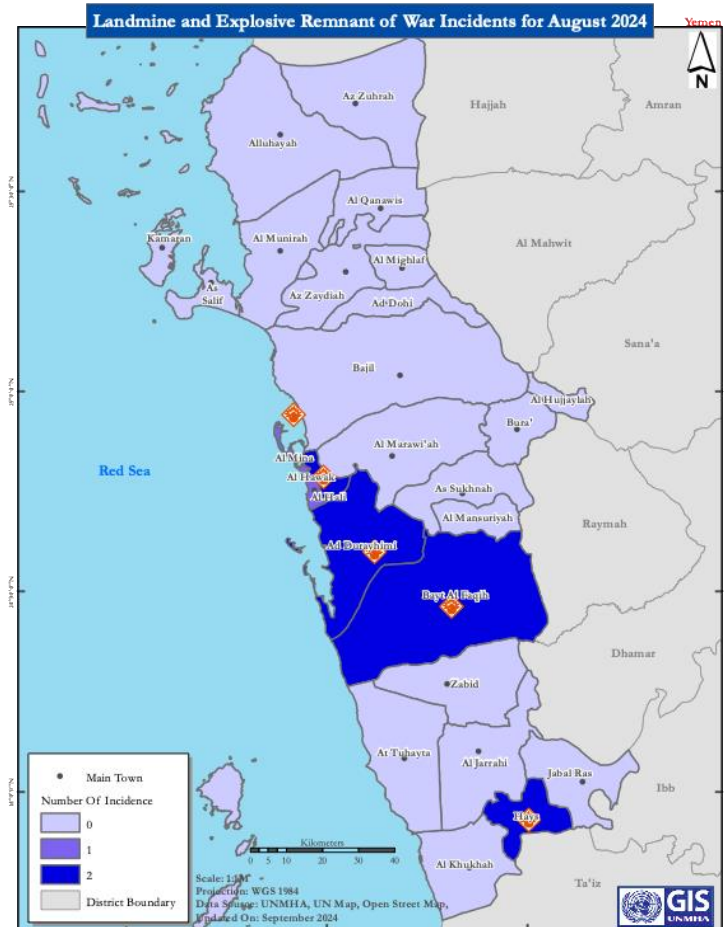 Landmine and Explosive Remnant of War Incidents for August 2024
Yemen
N
Az Zuhrah
Hajjah
Amran
Alluhayah
Al Qanawis
Kamaran
Al Munirah
Al Mahwit
Al Mighlaf
As
Salif
Az Zaydiah
Ad Dohi
Sana'a
Bajil
Al Hujjaylah
Bura'
Al Marawi'ah
Al Mina
Red Sea
Al Hawak
Al Hali
As Sukhnah
Al Mansuriyah
Raymah
Ad Durayhimi
Bayt Al Faqih
Dhamar
Zabid
At Tuhayta
Al Jarrahi
Jabal Ras
Ibb
Hays
Al Khukhah
Ta'iz
Main Town
Number Of Incidence
0
1
2
District Boundary
Kilometers
0 5 10 20 30 40
Projection: WGS 1984
Data Source: UNMHA, UN Map, Open Street Map,
Updated On: September 2024
GIS
UNMHA